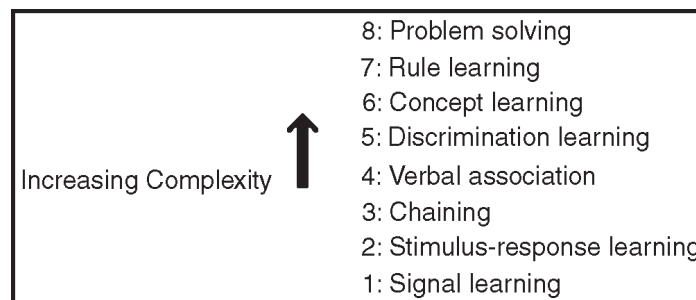 8: Problem solving
7: Rule learning
6: Concept learning
5: Discrimination learning
Increasing Complexity
4: Verbal association
3: Chaining
2: Stimulus-response learning
1: Signal learning